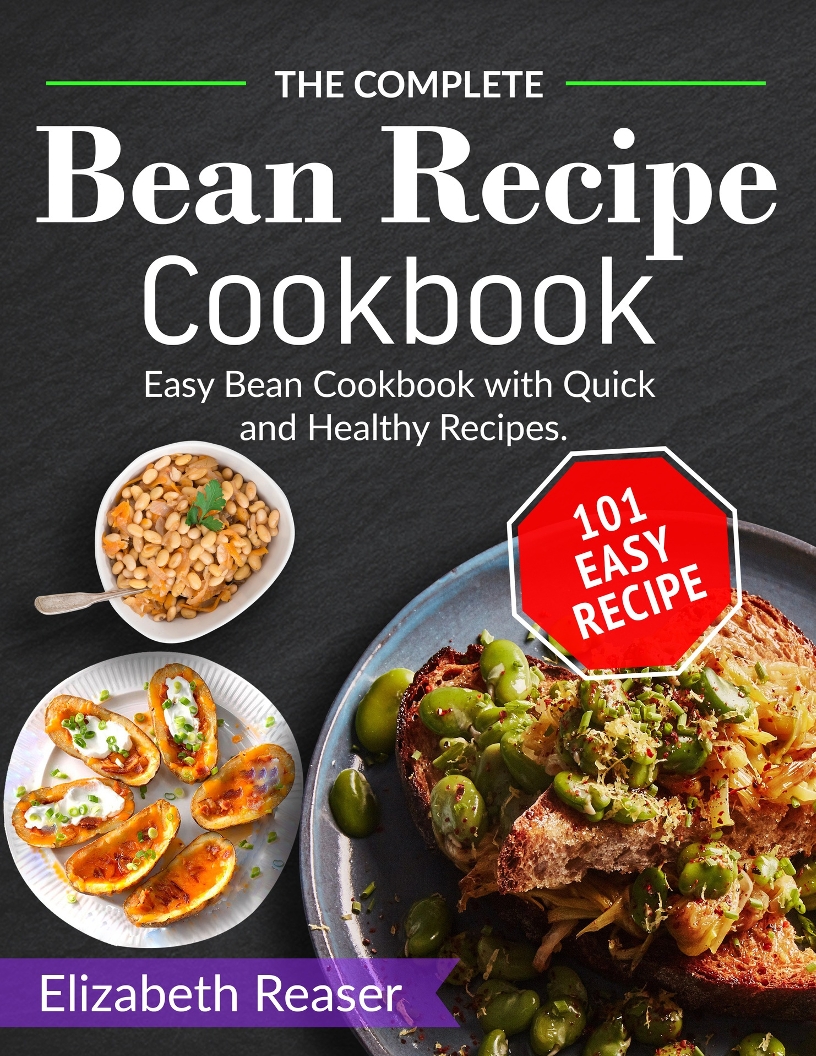 THE COMPLETE
Bean Recipe
Cookbook
Easy Bean Cookbook with Quick
and Healthy Recipes.
101
EASY
RECIPE
Elizabeth Reaser